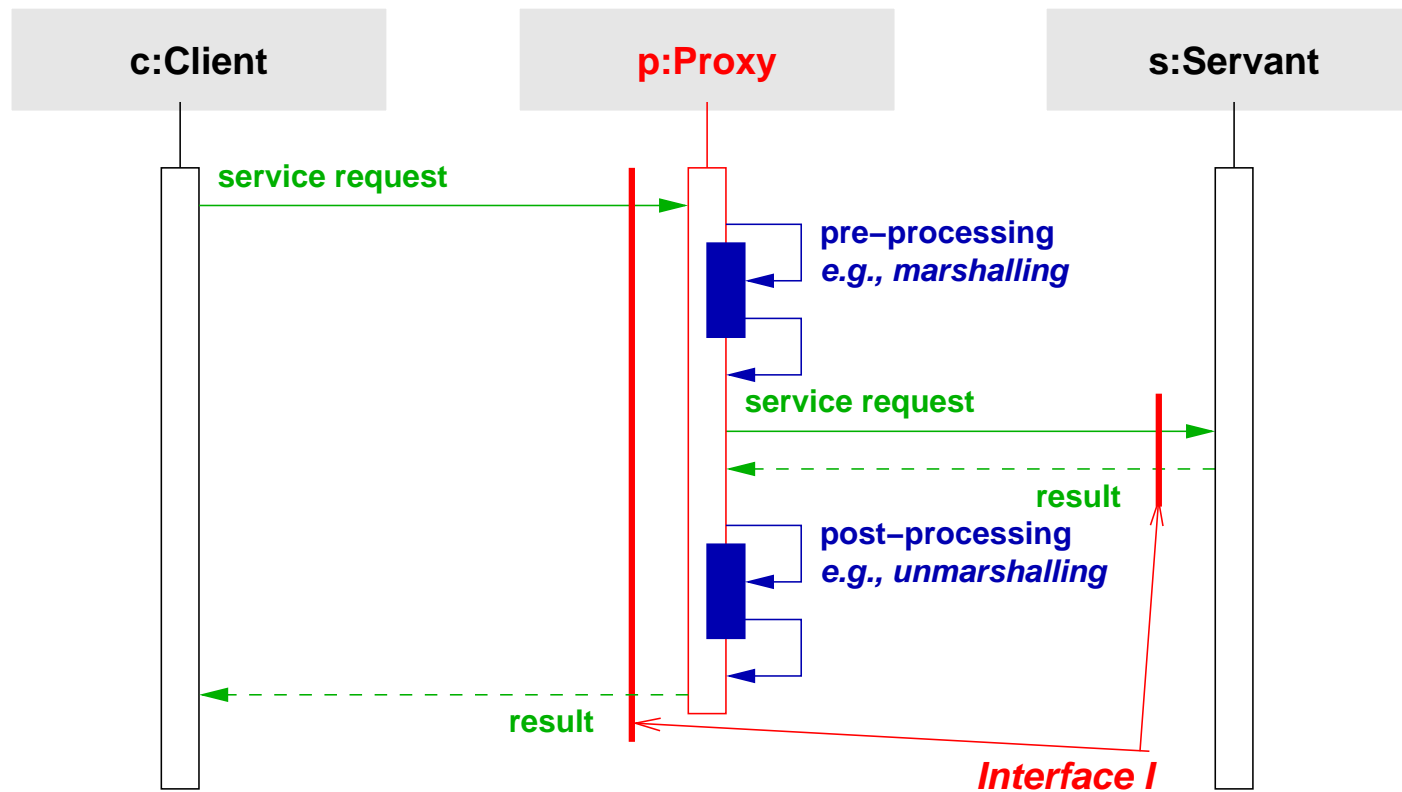 c:Client
p:Proxy
s:Servant
service request
pre–processing
e.g., marshalling
service request
result
post–processing
e.g., unmarshalling
result
Interface I